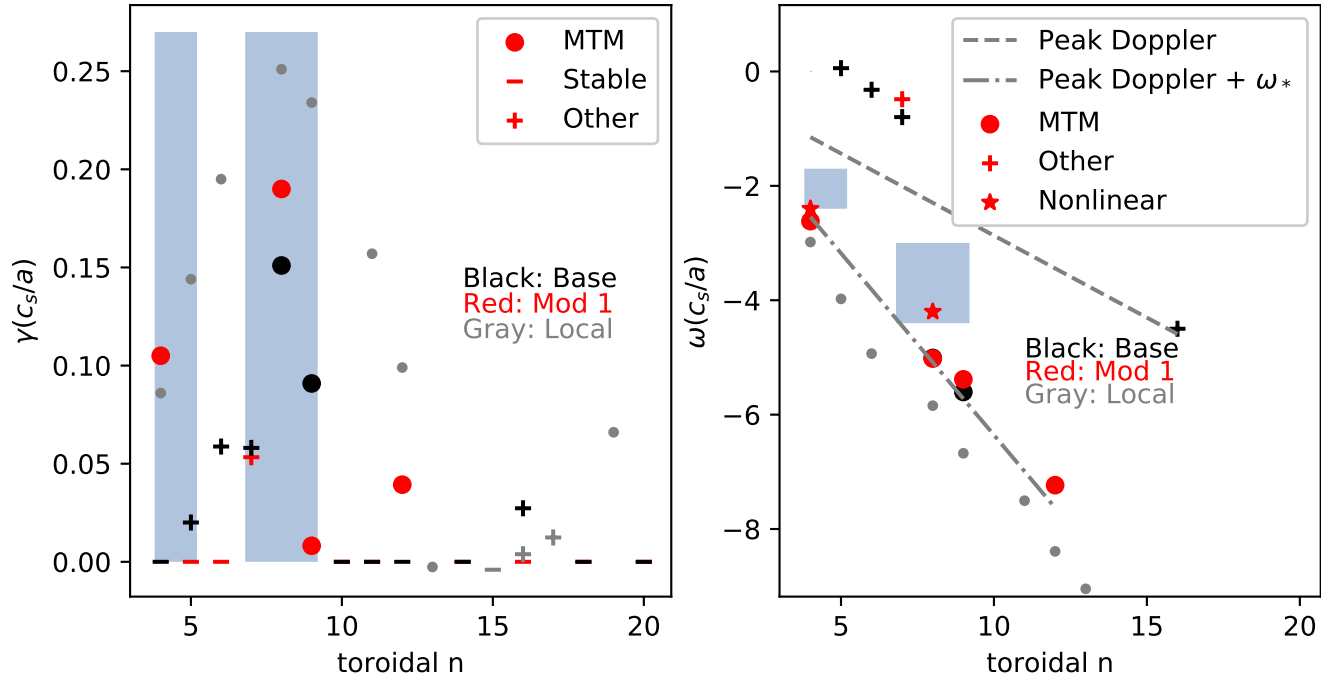 0.25
0.20
0.15
0.10
0.05
0.00
γ(c_s/a)
5 10 15 20
toroidal n
MTM
Stable
Other
Black: Base
Red: Mod 1
Gray: Local
0
−2
−4
−6
−8
ω(c_s/a)
5 10 15 20
toroidal n
Peak Doppler
Peak Doppler + ω_*
MTM
Other
Nonlinear
Black: Base
Red: Mod 1
Gray: Local